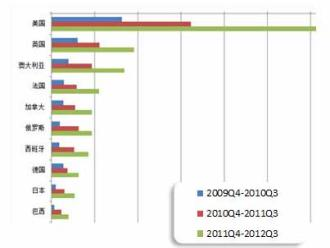 美国
英国
澳大利亚
法国
加拿大
俄罗斯
西班牙
德国
日本
巴西
2009Q4-2010Q3
2010Q4-2011Q3
2011Q4-2012Q3